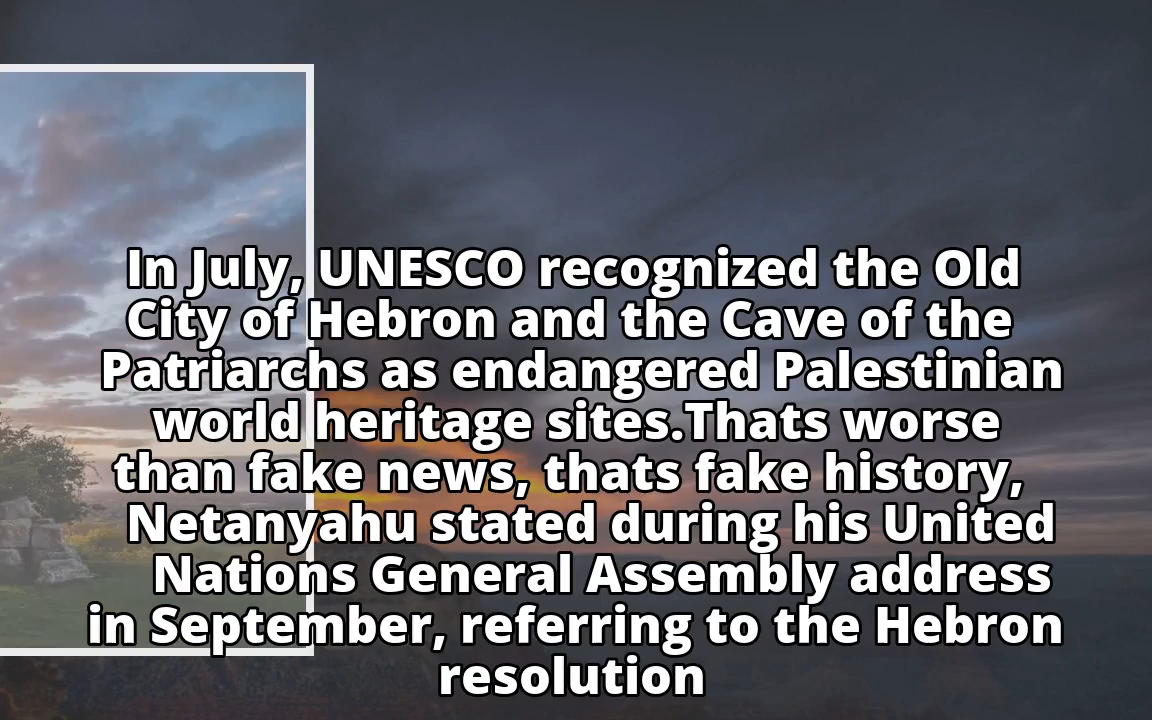 In July, UNESCO recognized the Old
City of Hebron and the Cave of the
Patriarchs as endangered Palestinian
world heritage sites.Thats worse
than fake news, thats fake history,
Netanyahu stated during his United
Nations General Assembly address
in September, referring to the Hebron
resolution